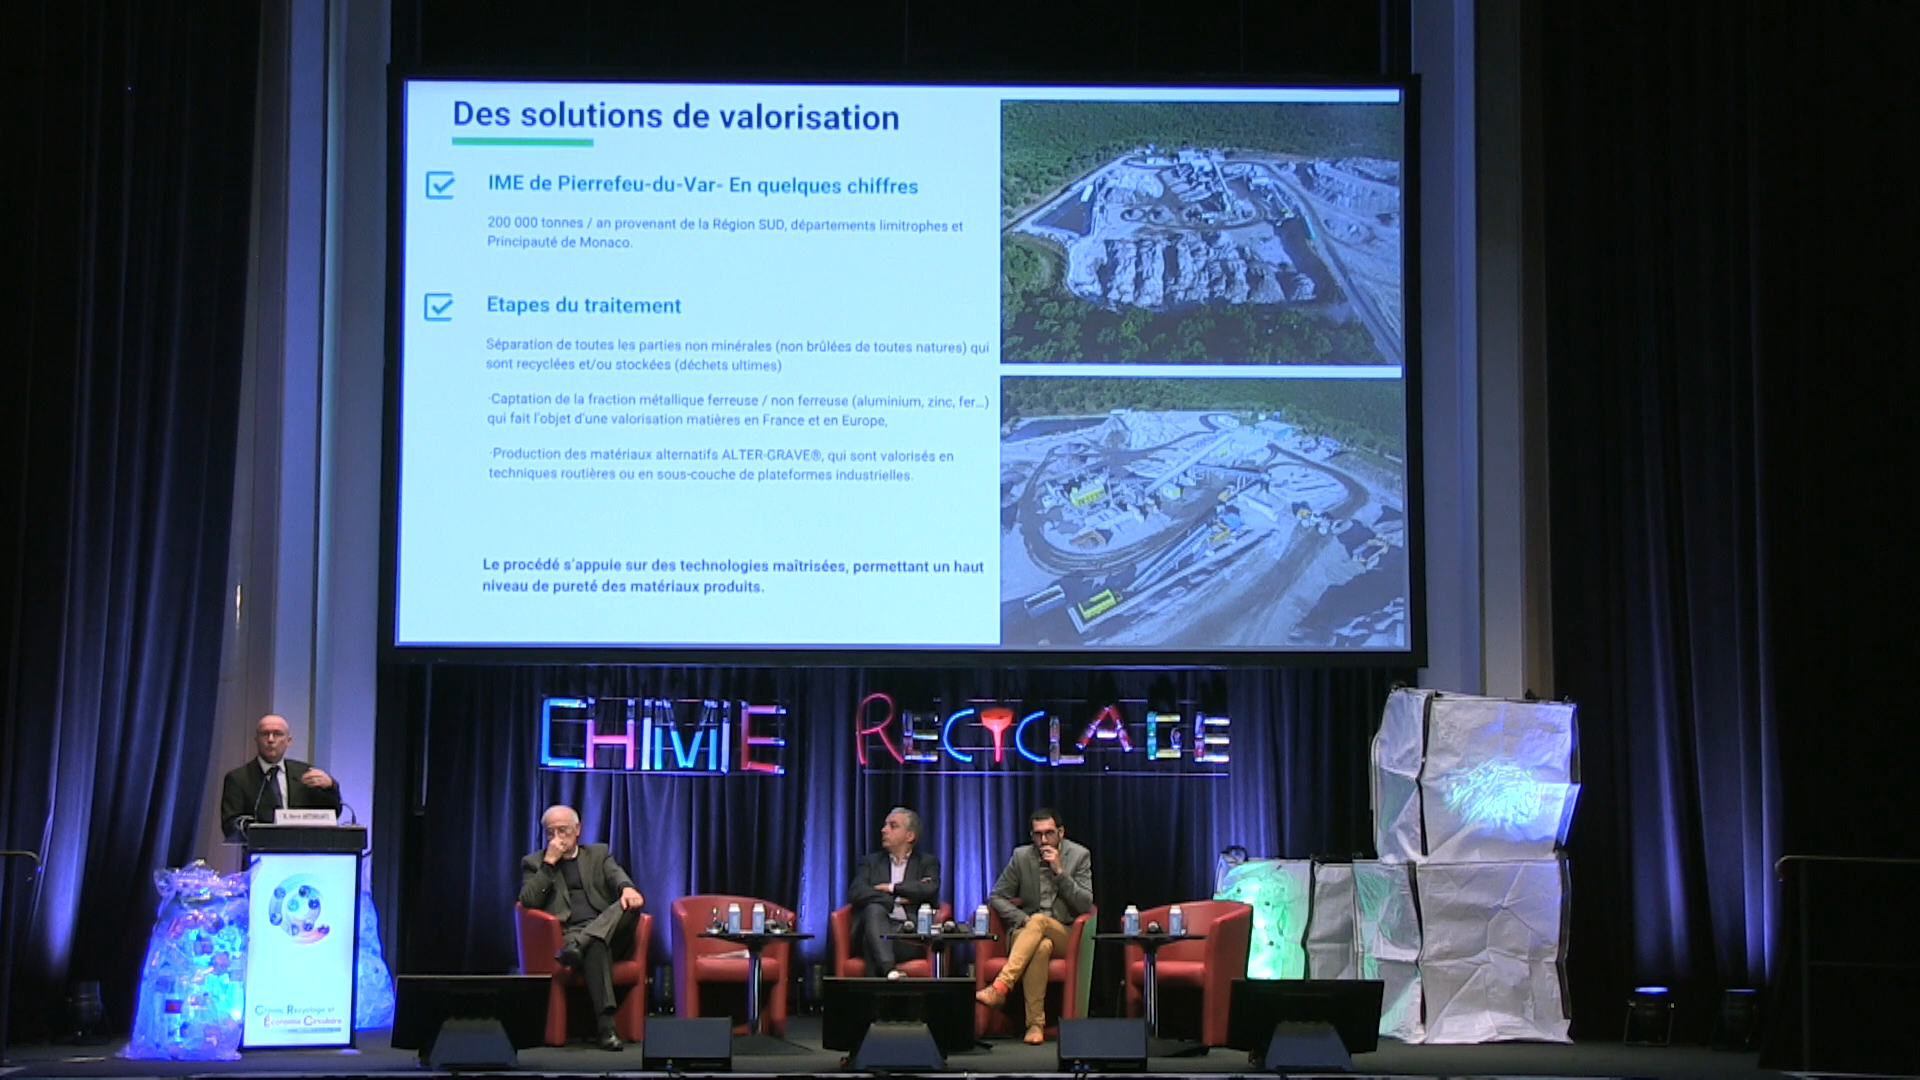 Des solutions de valorisation
IME de Pierrefeu-du-Var- En quelques chiffres
200 000 tonnes / an provenant de la Région SUD, départements limitrophes et
Principauté de Monaco.
Etapes du traitement
Séparation de toutes les parties non minérales (non brûlées de toutes natures) qui
sont recyclées et/ou stockées (déchets ultimes)
·Captation de la fraction métallique ferreuse / non ferreuse (aluminium, zinc, fer...)
qui fait l'objet d'une valorisation matières en France et en Europe,
·Production des matériaux alternatifs ALTER-GRAVE®, qui sont valorisés en
techniques routières ou en sous-couche de plateformes industrielles.
Le procédé s'appuie sur des technologies maîtrisées, permettant un haut
niveau de pureté des matériaux produits.
CHIMIE RECYCLAGE
Chimie, Recyclage et
Économie Circulaire